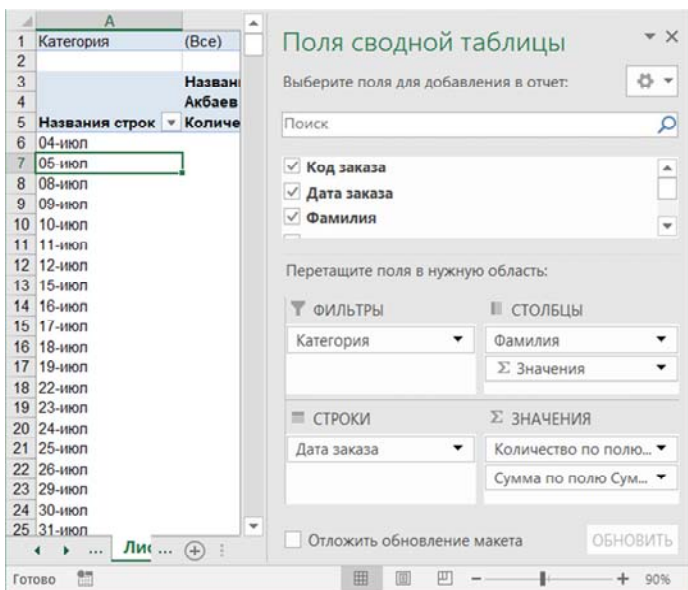 A
1 Категория (Все)
2
3 Названи
4 Акбаев
5 Названия строк Количе
6 04-июл
7 05-июл
8 08-июл
9 09-июл
10 10-июл
11 11-июл
12 12-июл
13 15-июл
14 16-июл
15 17-июл
16 18-июл
17 19-июл
18 22-июл
19 23-июл
20 24-июл
21 25-июл
22 26-июл
23 29-июл
24 30-июл
25 31-июл
... Лис ...
Готово
Поля сводной таблицы
Выберите поля для добавления в отчет:
Поиск
Код заказа
Дата заказа
Фамилия
Перетащите поля в нужную область:
ФИЛЬТРЫ
Категория
СТОЛБЦЫ
Фамилия
Σ Значения
СТРОКИ
Дата заказа
Σ ЗНАЧЕНИЯ
Количество по полю...
Сумма по полю Сум...
Отложить обновление макета
ОБНОВИТЬ
90%